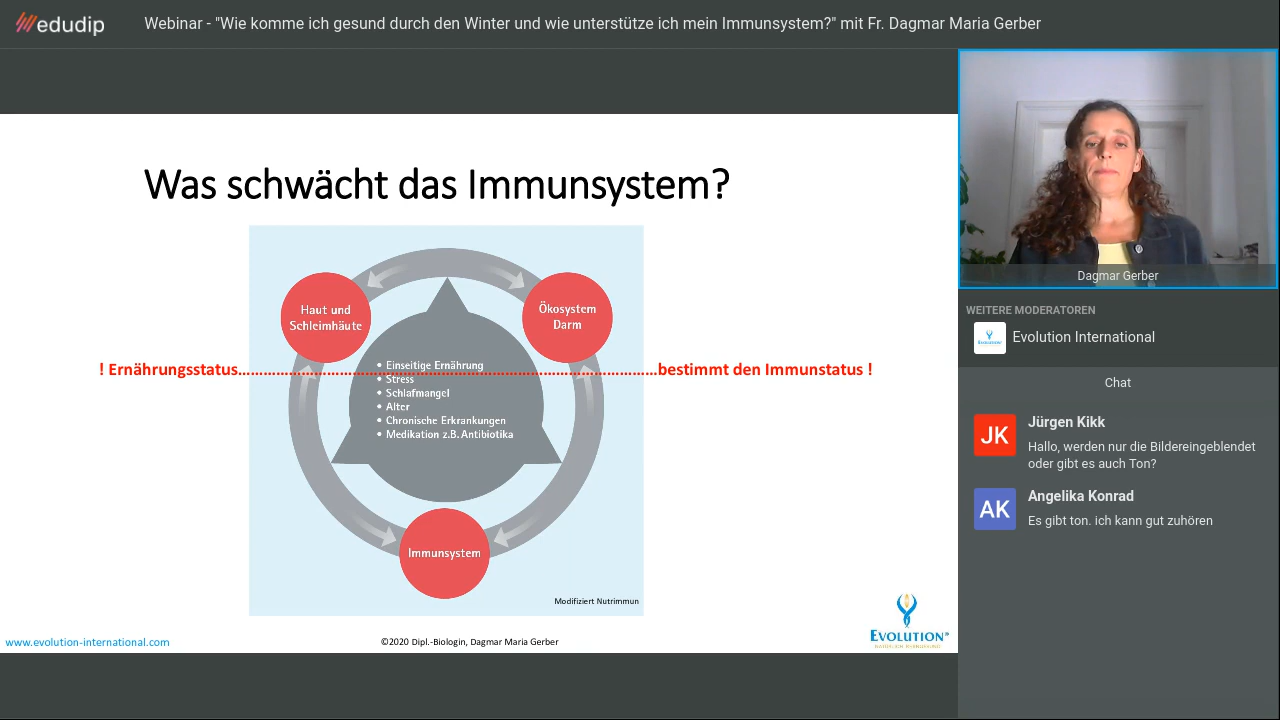 edudip
Webinar - "Wie komme ich gesund durch den Winter und wie unterstütze ich mein Immunsystem?" mit Fr. Dagmar Maria Gerber
Was schwächt das Immunsystem?
Haut und
Schleimhäute
Ökosystem
Darm
! Ernährungsstatus.......................................................................................................bestimmt den Immunstatus !
• Einseitige Ernährung
• Stress
• Schlafmangel
• Alter
• Chronische Erkrankungen
• Medikation z.B. Antibiotika
Immunsystem
Modifiziert Nutrimmun
www.evolution-international.com
©2020 Dipl.-Biologin, Dagmar Maria Gerber
EVOLUTION®
Dagmar Gerber
WEITERE MODERATOREN
Evolution International
Chat
JK
Jürgen Kikk
Hallo, werden nur die Bildereingeblendet
oder gibt es auch Ton?
AK
Angelika Konrad
Es gibt ton. ich kann gut zuhören